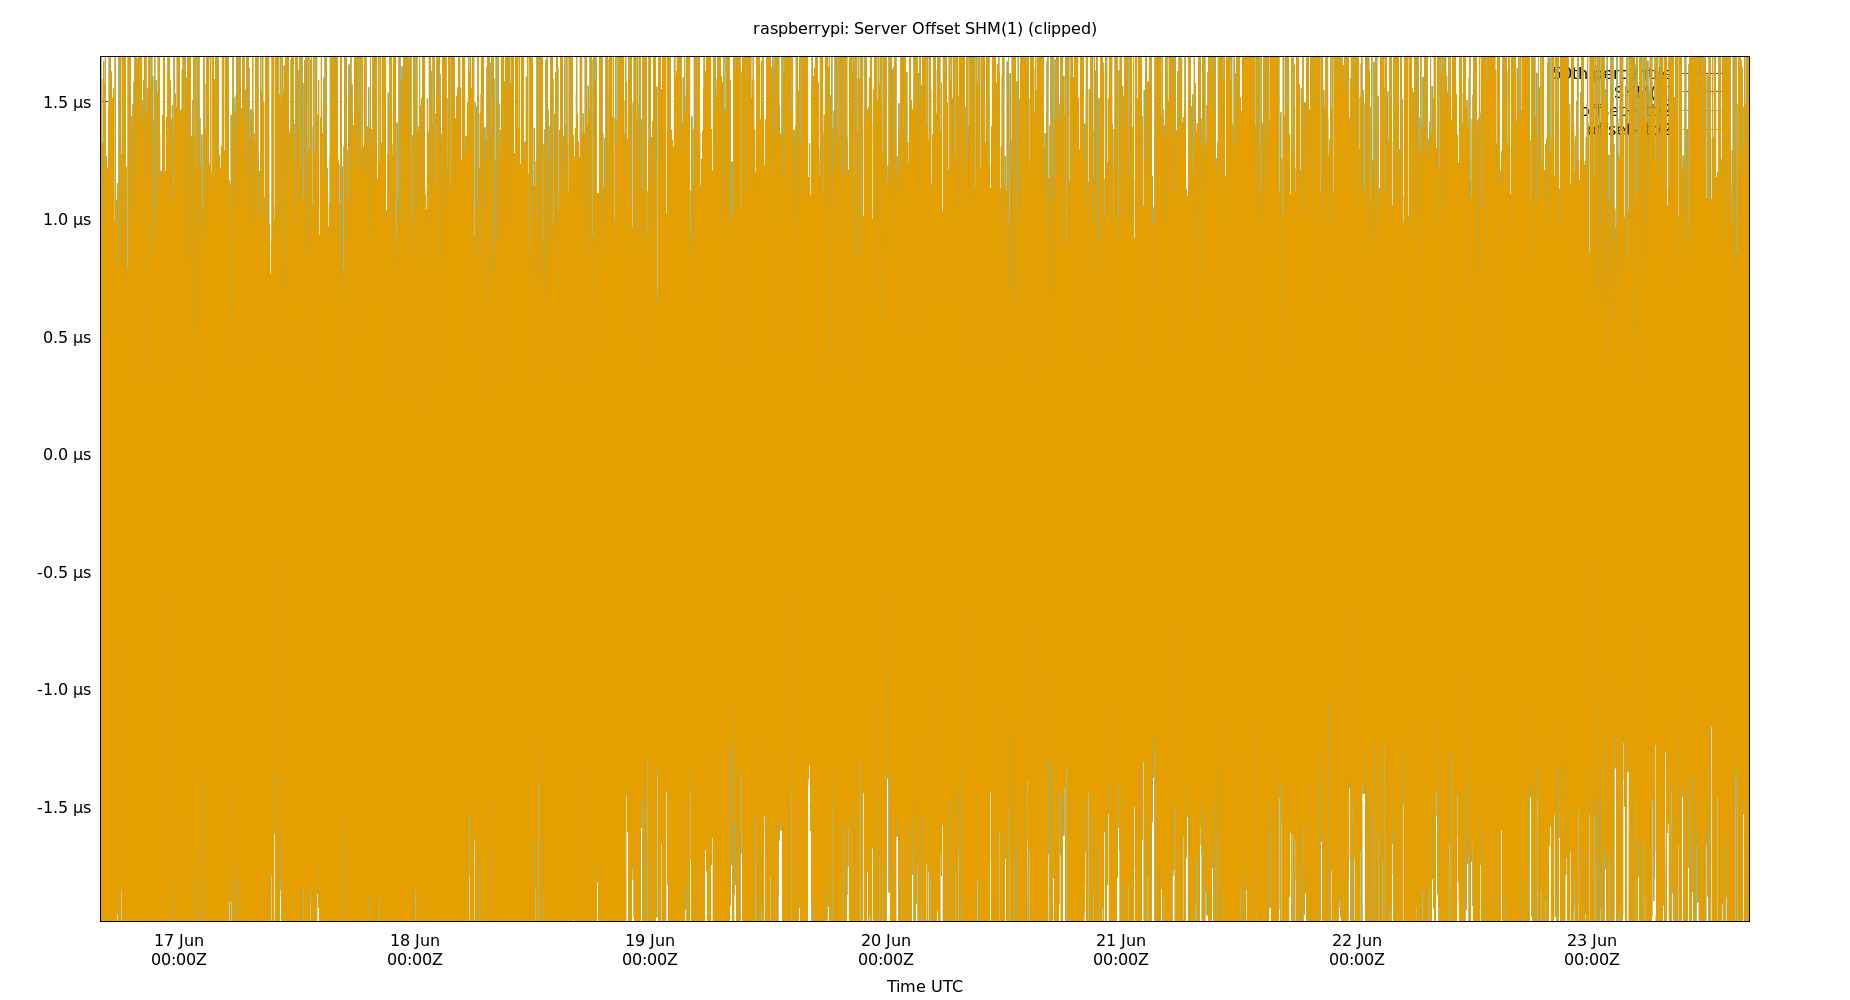 raspberrypi: Server Offset SHM(1) (clipped)
1.5 µs
1.0 µs
0.5 µs
0.0 µs
-0.5 µs
-1.0 µs
-1.5 µs
17 Jun 18 Jun 19 Jun 20 Jun 21 Jun 22 Jun 23 Jun
00:00Z 00:00Z 00:00Z 00:00Z 00:00Z 00:00Z 00:00Z
Time UTC